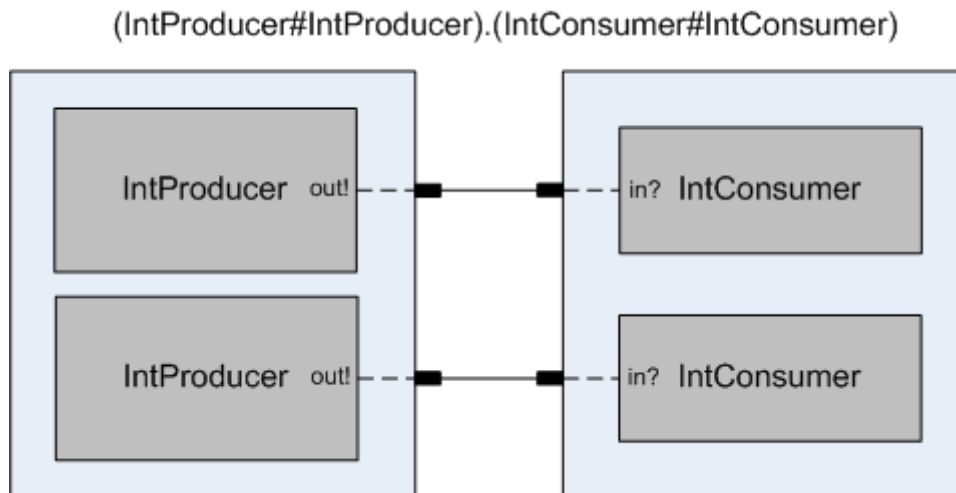 (IntProducer#IntProducer).(IntConsumer#IntConsumer)
IntProducer out!
in? IntConsumer
IntProducer out!
in? IntConsumer